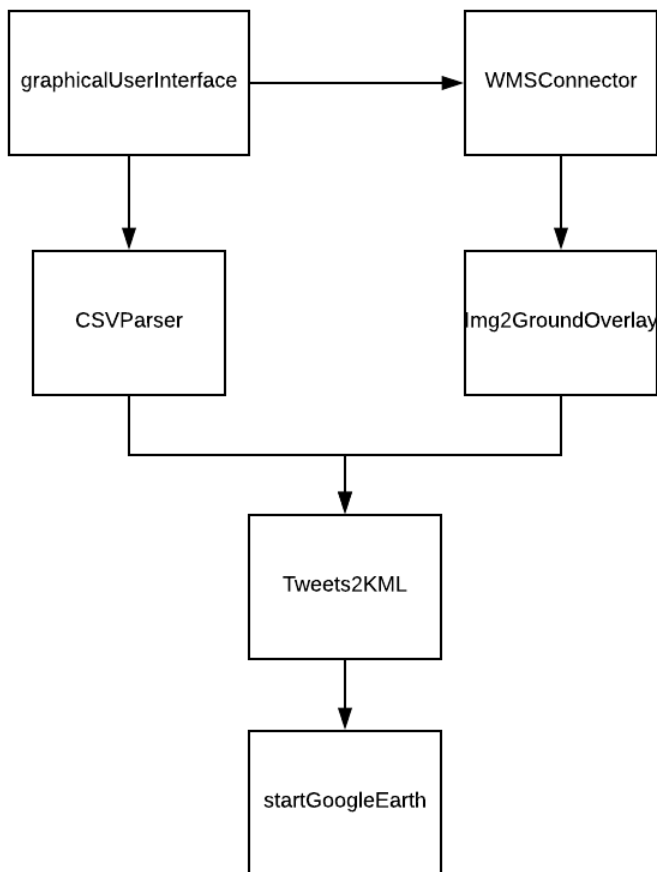 graphicalUserInterface
WMSConnector
CSVParser
Img2GroundOverlay
Tweets2KML
startGoogleEarth